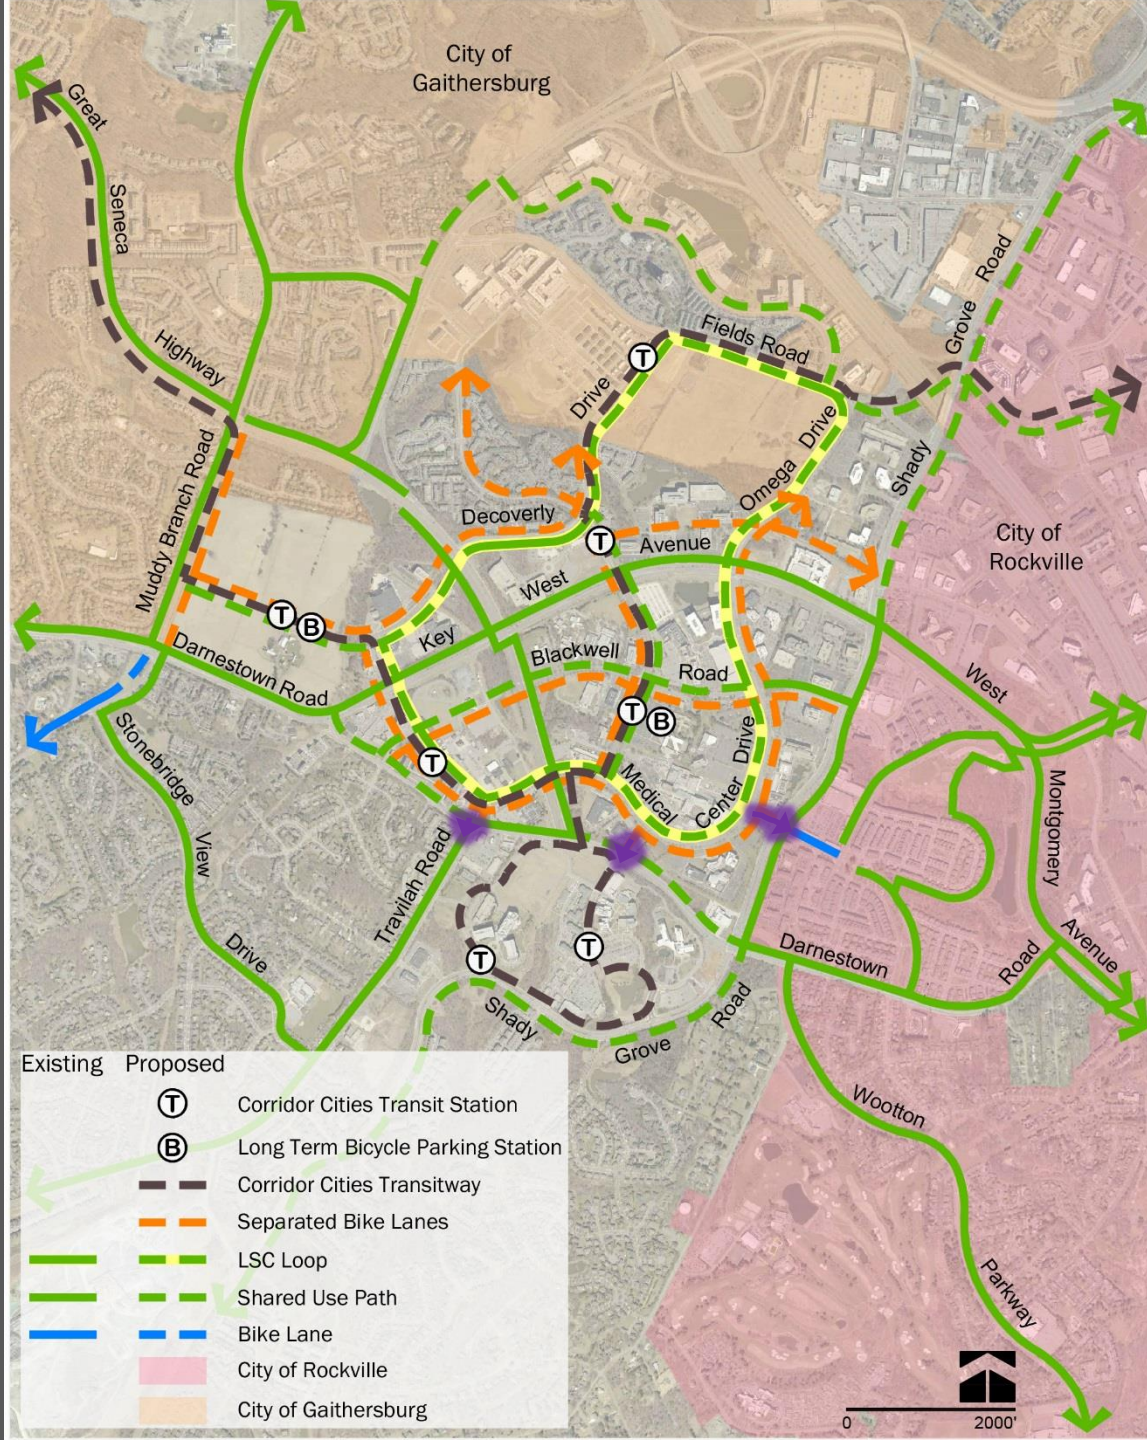 City of
Gaithersburg
Great
Seneca
Highway
Grove Road
Fields Road
Drive
Omega Drive
Shady
Muddy Branch Road
Decoverly
T
T
Avenue
City of
Rockville
West
T
B
Key
Blackwell
Road
Darnestown Road
West
T
B
Stonebridge
View
Drive
T
Medical
Center Drive
Montgomery
Avenue
Travilah Road
T
T
Darnestown
Road
Shady
Grove
Road
Wootton
Parkway
Existing Proposed
T Corridor Cities Transit Station
B Long Term Bicycle Parking Station
Corridor Cities Transitway
Separated Bike Lanes
LSC Loop
Shared Use Path
Bike Lane
City of Rockville
City of Gaithersburg
0 2000'